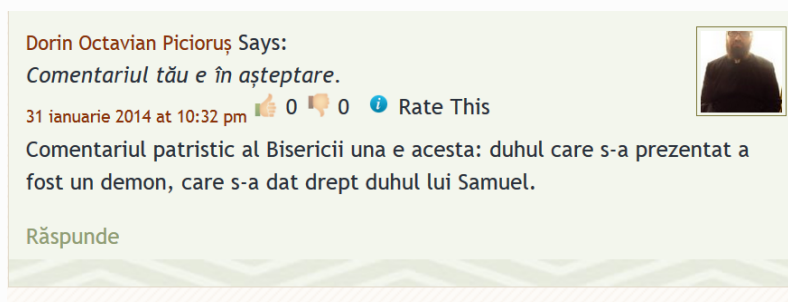 Dorin Octavian Picioruș Says:
Comentariul tău e în așteptare.
31 ianuarie 2014 at 10:32 pm 0 0 i Rate This
Comentariul patristic al Bisericii una e acesta: duhul care s-a prezentat a
fost un demon, care s-a dat drept duhul lui Samuel.
Răspunde